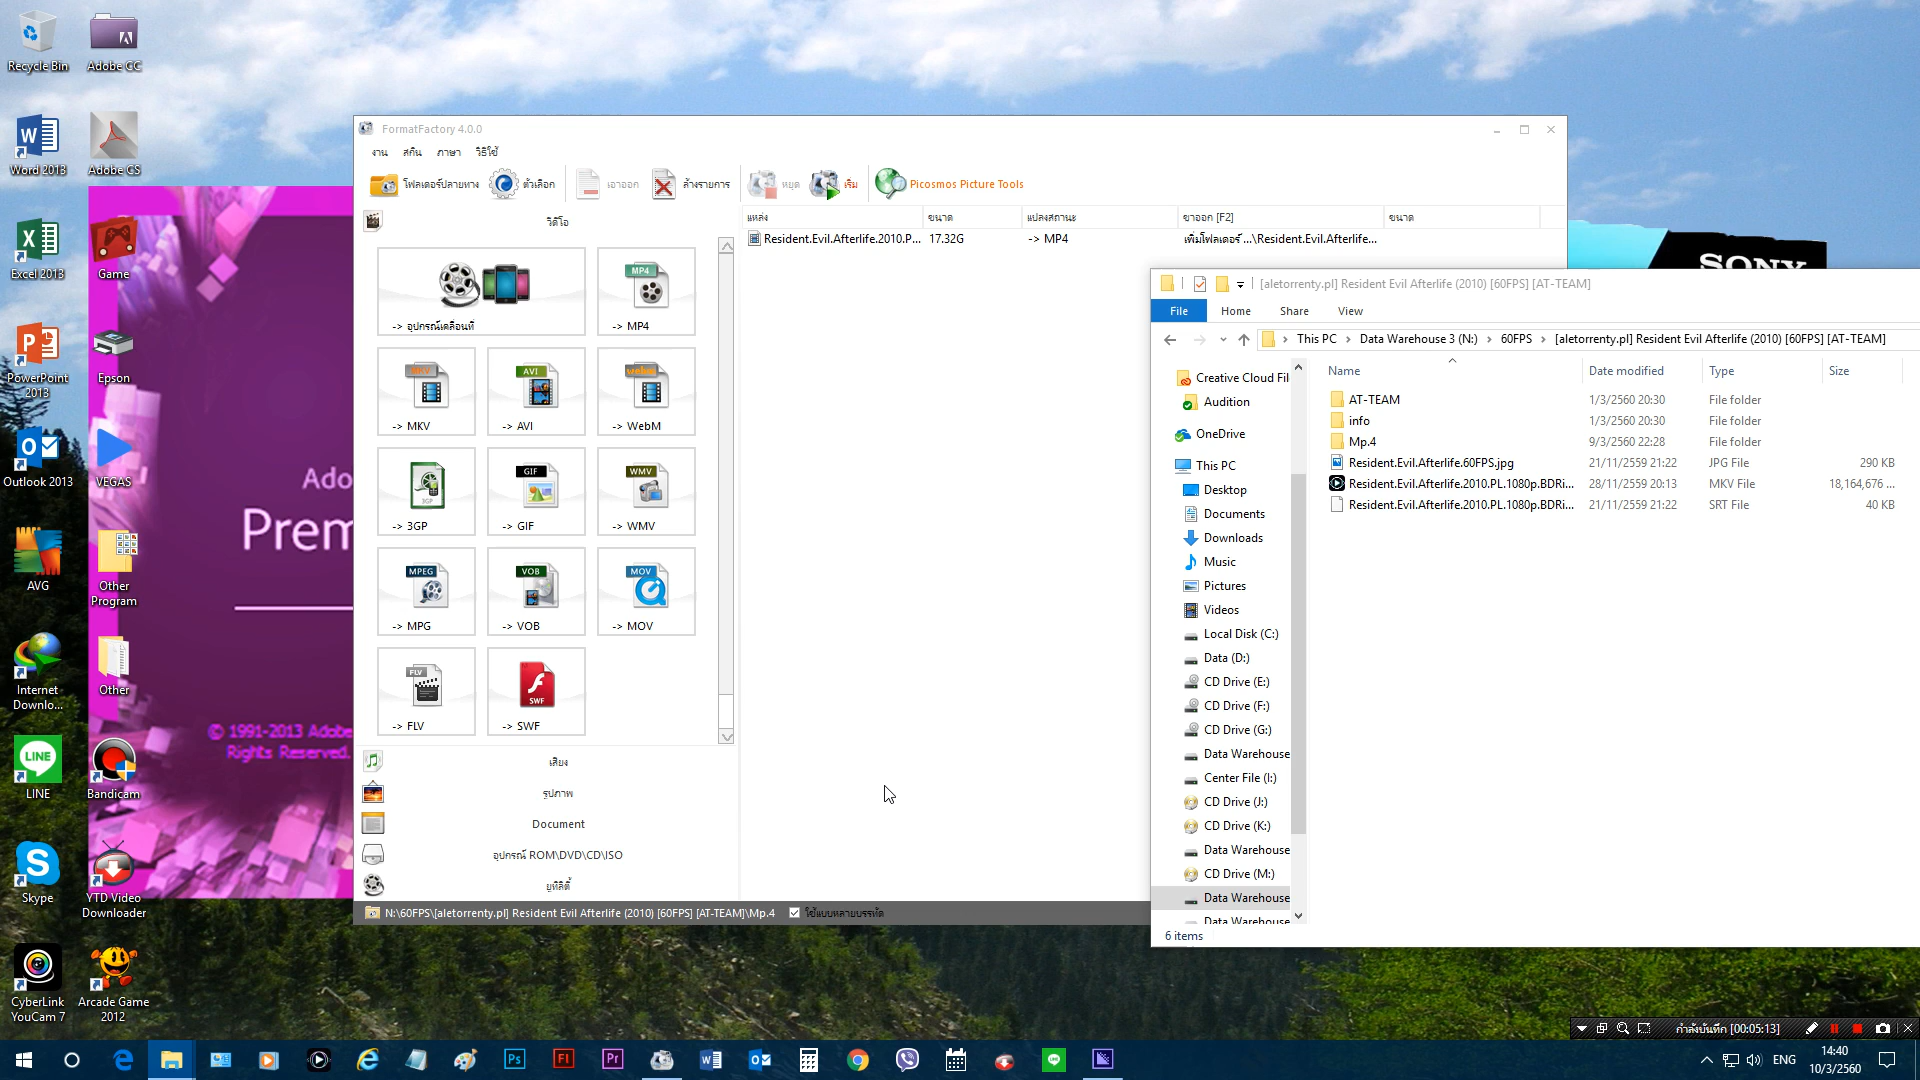 Recycle Bin
Adobe CC
Word 2013
Adobe CS
Excel 2013
Game
PowerPoint 2013
Epson
Outlook 2013
VEGAS
AVG
Other Program
Internet Downlo...
Other
LINE
Bandicam
Skype
YTD Video Downloader
CyberLink YouCam 7
Arcade Game 2012
Ado
Prem
© 1991-2013 Adobe
Rights Reserved.
SONY
FormatFactory 4.0.0
งาน สกิน ภาษา วิธีใช้
โฟลเดอร์ปลายทาง ตัวเลือก เอาออก ล้างรายการ หยุด เริ่ม Picosmos Picture Tools
วิดีโอ
แหล่ง ขนาด แปลงสถานะ ขาออก [F2] ขนาด
Resident.Evil.Afterlife.2010.P... 17.32G -> MP4 เพิ่มโฟลเดอร์ ...\Resident.Evil.Afterlife...
-> อุปกรณ์เคลื่อนที่
MP4
-> MP4
MKV
-> MKV
AVI
-> AVI
webm
-> WebM
3GP
-> 3GP
GIF
-> GIF
WMV
-> WMV
MPEG
-> MPG
VOB
-> VOB
MOV
-> MOV
FLV
-> FLV
SWF
-> SWF
เสียง
รูปภาพ
Document
อุปกรณ์ ROM\DVD\CD\ISO
ยูทิลิตี้
N:\60FPS\[aletorrenty.pl] Resident Evil Afterlife (2010) [60FPS] [AT-TEAM]\Mp.4 ใช้แบบหลายบรรทัด
[aletorrenty.pl] Resident Evil Afterlife (2010) [60FPS] [AT-TEAM]
File Home Share View
This PC > Data Warehouse 3 (N:) > 60FPS > [aletorrenty.pl] Resident Evil Afterlife (2010) [60FPS] [AT-TEAM]
Creative Cloud Fil
Audition
OneDrive
This PC
Desktop
Documents
Downloads
Music
Pictures
Videos
Local Disk (C:)
Data (D:)
CD Drive (E:)
CD Drive (F:)
CD Drive (G:)
Data Warehouse
Center File (I:)
CD Drive (J:)
CD Drive (K:)
Data Warehouse
CD Drive (M:)
Data Warehouse
Data Warehouse
Name Date modified Type Size
AT-TEAM 1/3/2560 20:30 File folder
info 1/3/2560 20:30 File folder
Mp.4 9/3/2560 22:28 File folder
Resident.Evil.Afterlife.60FPS.jpg 21/11/2559 21:22 JPG File 290 KB
Resident.Evil.Afterlife.2010.PL.1080p.BDRi... 28/11/2559 20:13 MKV File 18,164,676 ...
Resident.Evil.Afterlife.2010.PL.1080p.BDRi... 21/11/2559 21:22 SRT File 40 KB
6 items
กำลังบันทึก [00:05:13]
Ps Fl Pr
ENG
14:40
10/3/2560